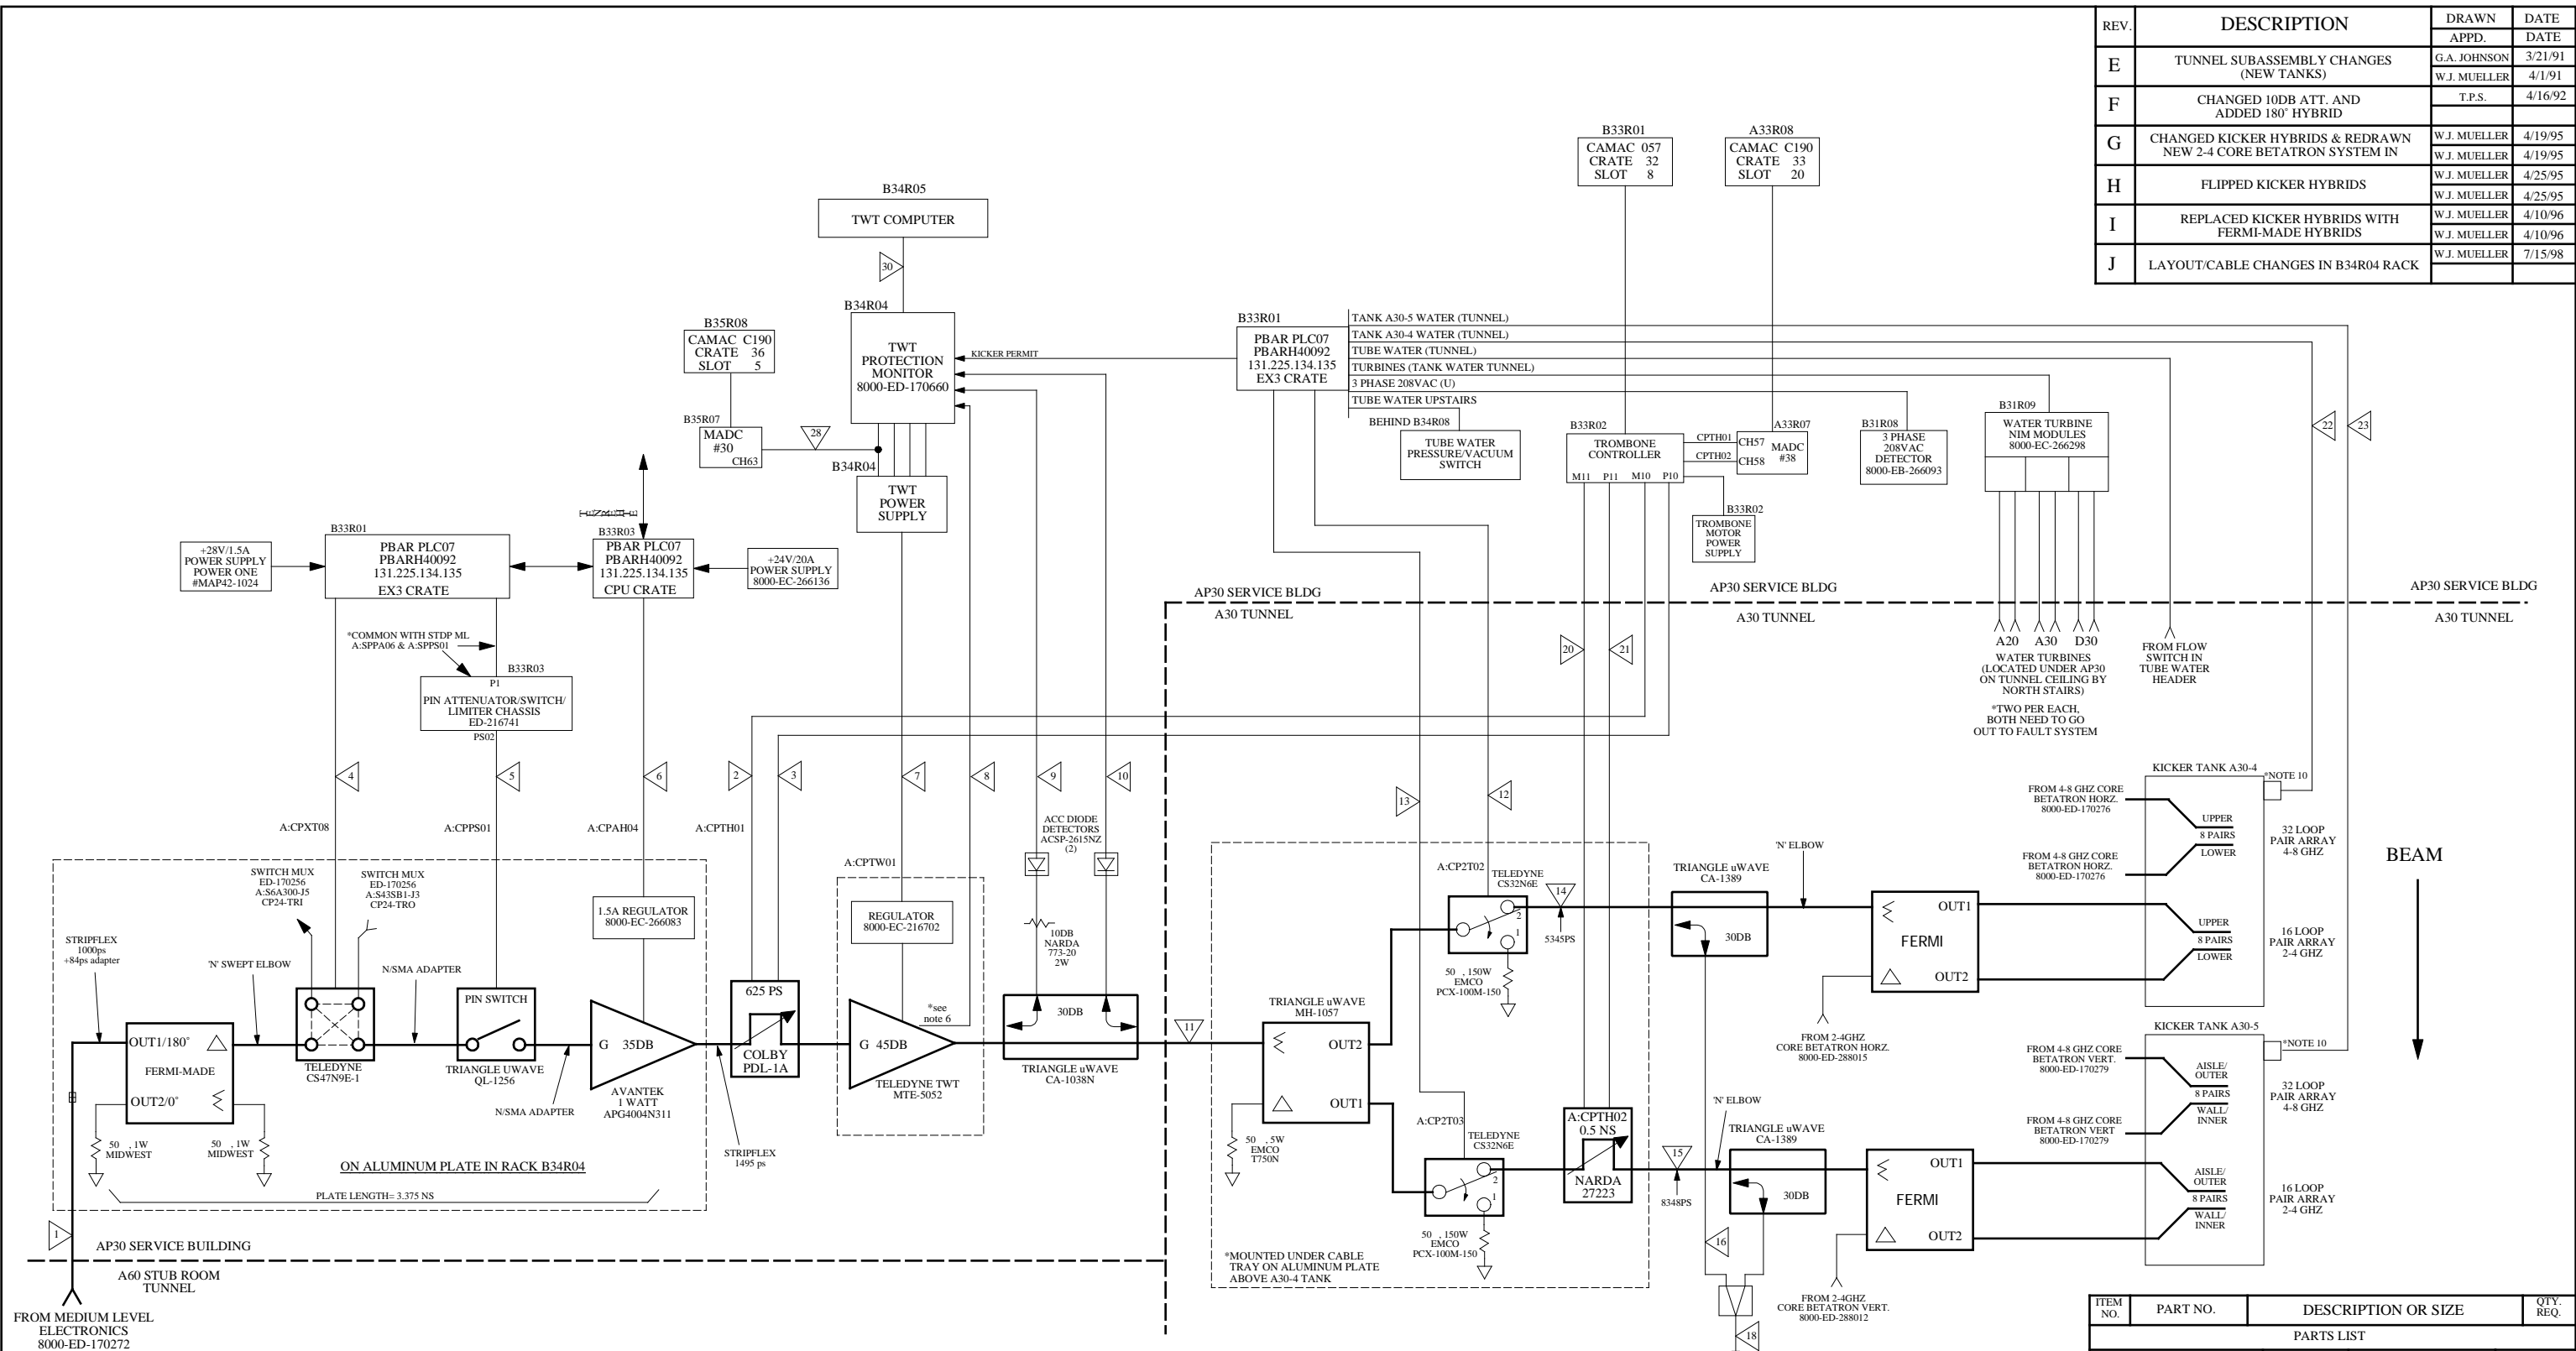 REV.
DESCRIPTION
DRAWN
DATE
APPD.
DATE
E
TUNNEL SUBASSEMBLY CHANGES
(NEW TANKS)
G.A. JOHNSON
3/21/91
W.J. MUELLER
4/1/91
F
CHANGED 10DB ATT. AND
ADDED 180° HYBRID
T.P.S.
4/16/92
G
CHANGED KICKER HYBRIDS & REDRAWN
NEW 2-4 CORE BETATRON SYSTEM IN
W.J. MUELLER
4/19/95
W.J. MUELLER
4/19/95
H
FLIPPED KICKER HYBRIDS
W.J. MUELLER
4/25/95
W.J. MUELLER
4/25/95
I
REPLACED KICKER HYBRIDS WITH
FERMI-MADE HYBRIDS
W.J. MUELLER
4/10/96
W.J. MUELLER
4/10/96
J
LAYOUT/CABLE CHANGES IN B34R04 RACK
W.J. MUELLER
7/15/98
B33R01
CAMAC 057
CRATE 32
SLOT 8
A33R08
CAMAC C190
CRATE 33
SLOT 20
B34R05
TWT COMPUTER
30
B34R04
TWT
PROTECTION
MONITOR
8000-ED-170660
KICKER PERMIT
B35R08
CAMAC C190
CRATE 36
SLOT 5
B35R07
MADC
#30
CH63
28
B34R04
TWT
POWER
SUPPLY
B33R01
PBAR PLC07
PBARH40092
131.225.134.135
EX3 CRATE
TANK A30-5 WATER (TUNNEL)
TANK A30-4 WATER (TUNNEL)
TUBE WATER (TUNNEL)
TURBINES (TANK WATER TUNNEL)
3 PHASE 208VAC (U)
TUBE WATER UPSTAIRS
BEHIND B34R08
TUBE WATER
PRESSURE/VACUUM
SWITCH
B33R02
TROMBONE
CONTROLLER
M11 P11 M10 P10
CPTH01
CPTH02
A33R07
CH57
CH58
MADC
#38
B33R02
TROMBONE
MOTOR
POWER
SUPPLY
B31R08
3 PHASE
208VAC
DETECTOR
8000-EB-266093
B31R09
WATER TURBINE
NIM MODULES
8000-EC-266298
22
23
+28V/1.5A
POWER SUPPLY
POWER ONE
#MAP42-1024
B33R01
PBAR PLC07
PBARH40092
131.225.134.135
EX3 CRATE
B33R03
PBAR PLC07
PBARH40092
131.225.134.135
CPU CRATE
+24V/20A
POWER SUPPLY
8000-EC-266136
AP30 SERVICE BLDG
A30 TUNNEL
AP30 SERVICE BLDG
A30 TUNNEL
AP30 SERVICE BLDG
A30 TUNNEL
*COMMON WITH STDP ML
A:SPPA06 & A:SPPS01
B33R03
P1
PIN ATTENUATOR/SWITCH/
LIMITER CHASSIS
ED-216741
PS02
A20 A30 D30
WATER TURBINES
(LOCATED UNDER AP30
ON TUNNEL CEILING BY
NORTH STAIRS)
*TWO PER EACH,
BOTH NEED TO GO
OUT TO FAULT SYSTEM
FROM FLOW
SWITCH IN
TUBE WATER
HEADER
20
21
4
5
6
2
3
7
8
9
10
13
12
A:CPXT08
A:CPPS01
A:CPAH04
A:CPTH01
A:CPTW01
ACC DIODE
DETECTORS
ACSP-2615NZ
(2)
10DB
NARDA
773-20
2W
SWITCH MUX
ED-170256
A:S6A300-J5
CP24-TRI
SWITCH MUX
ED-170256
A:S43SB1-J3
CP24-TRO
1.5A REGULATOR
8000-EC-266083
REGULATOR
8000-EC-216702
STRIPFLEX
1000ps
+84ps adapter
'N' SWEPT ELBOW
N/SMA ADAPTER
OUT1/180°
FERMI-MADE
OUT2/0°
50 , 1W
MIDWEST
50 , 1W
MIDWEST
TELEDYNE
CS47N9E-1
PIN SWITCH
TRIANGLE UWAVE
QL-1256
N/SMA ADAPTER
G 35DB
AVANTEK
1 WATT
APG4004N311
625 PS
COLBY
PDL-1A
STRIPFLEX
1495 ps
*see
note 6
G 45DB
TELEDYNE TWT
MTE-5052
30DB
TRIANGLE uWAVE
CA-1038N
11
ON ALUMINUM PLATE IN RACK B34R04
PLATE LENGTH= 3.375 NS
1
AP30 SERVICE BUILDING
A60 STUB ROOM
TUNNEL
FROM MEDIUM LEVEL
ELECTRONICS
8000-ED-170272
TRIANGLE uWAVE
MH-1057
OUT2
OUT1
50 , 5W
EMCO
T750N
A:CP2T02
TELEDYNE
CS32N6E
2
1
50 , 150W
EMCO
PCX-100M-150
14
5345PS
A:CP2T03
TELEDYNE
CS32N6E
2
1
50 , 150W
EMCO
PCX-100M-150
A:CPTH02
0.5 NS
NARDA
27223
15
8348PS
*MOUNTED UNDER CABLE
TRAY ON ALUMINUM PLATE
ABOVE A30-4 TANK
TRIANGLE uWAVE
CA-1389
30DB
'N' ELBOW
'N' ELBOW
TRIANGLE uWAVE
CA-1389
30DB
16
18
OUT1
FERMI
OUT2
FROM 2-4GHZ
CORE BETATRON HORZ.
8000-ED-288015
OUT1
FERMI
OUT2
FROM 2-4GHZ
CORE BETATRON VERT.
8000-ED-288012
KICKER TANK A30-4
*NOTE 10
FROM 4-8 GHZ CORE
BETATRON HORZ.
8000-ED-170276
FROM 4-8 GHZ CORE
BETATRON HORZ.
8000-ED-170276
UPPER
8 PAIRS
LOWER
32 LOOP
PAIR ARRAY
4-8 GHZ
UPPER
8 PAIRS
LOWER
16 LOOP
PAIR ARRAY
2-4 GHZ
BEAM
KICKER TANK A30-5
*NOTE 10
FROM 4-8 GHZ CORE
BETATRON VERT.
8000-ED-170279
FROM 4-8 GHZ CORE
BETATRON VERT
8000-ED-170279
AISLE/
OUTER
8 PAIRS
WALL/
INNER
32 LOOP
PAIR ARRAY
4-8 GHZ
AISLE/
OUTER
8 PAIRS
WALL/
INNER
16 LOOP
PAIR ARRAY
2-4 GHZ
ITEM
NO.
PART NO.
DESCRIPTION OR SIZE
QTY.
REQ.
PARTS LIST